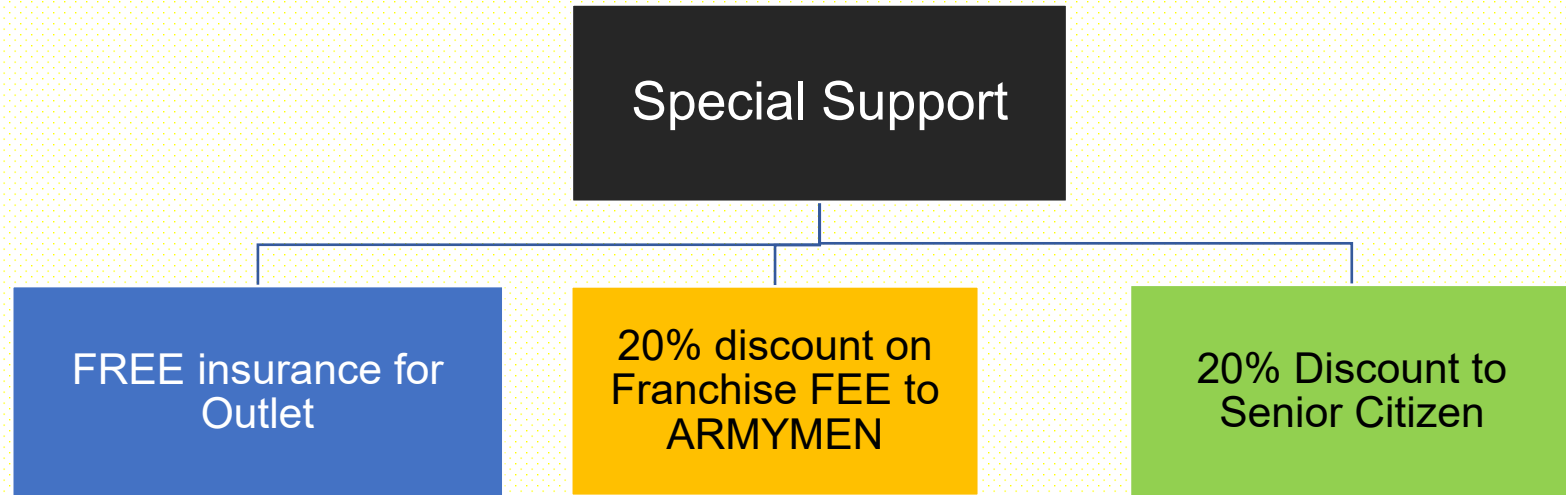 Special Support
FREE insurance for
Outlet
20% discount on
Franchise FEE to
ARMYMEN
20% Discount to
Senior Citizen